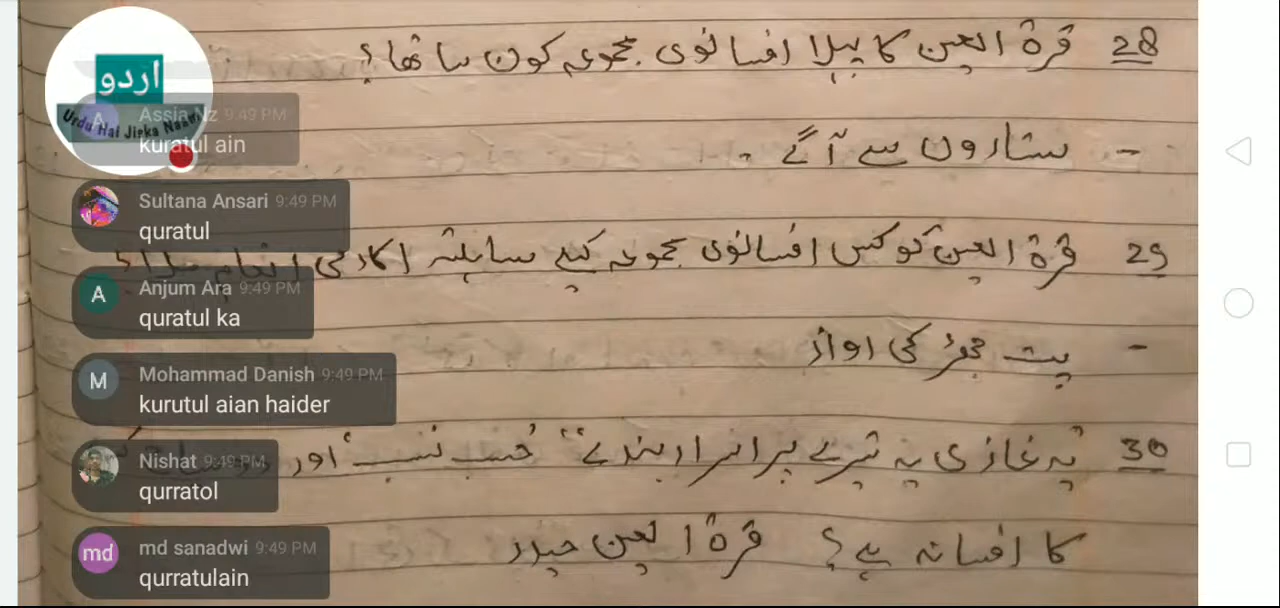 28 قرۃ العین کا پہلا افسانوی مجموعہ کون سا تھا؟
- ستاروں سے آگے .
29 قرۃ العین کو کس افسانوی مجموعہ کیلئے ساہتیہ اکادمی انعام ملا؟
- پت جھڑ کی آواز
30 یہ غازی یہ تیرے پراسرار بندے“ ’حسب نسب‘ اور
کا افسانہ ہے؟ قرۃ العین حیدر
اردو
Urdu Hai Jiska Naam
Assia Nz 9:49 PM
kuratul ain
Sultana Ansari 9:49 PM
quratul
A Anjum Ara 9:49 PM
quratul ka
M Mohammad Danish 9:49 PM
kurutul aian haider
Nishat 9:49 PM
qurratol
md md sanadwi 9:49 PM
qurratulain